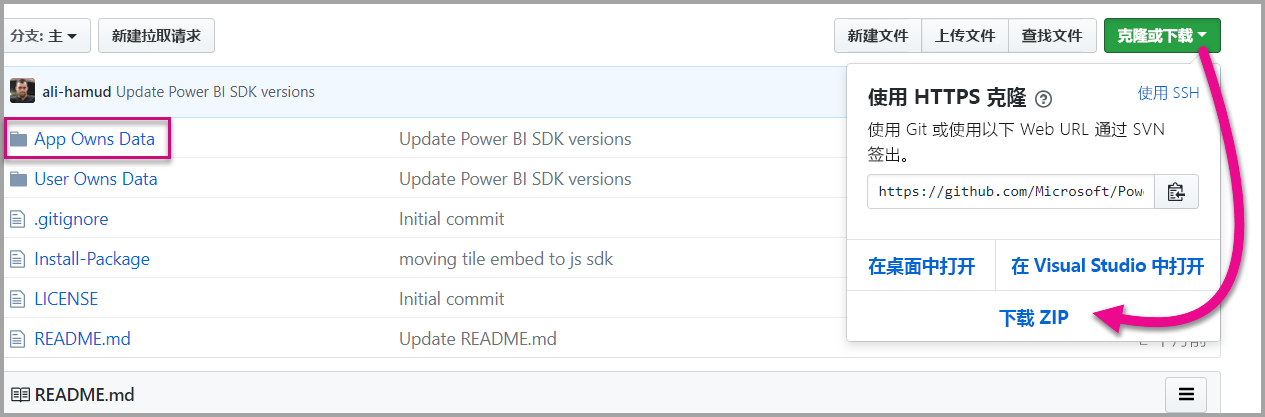 分支: 主
新建拉取请求
新建文件
上传文件
查找文件
克隆或下载
ali-hamud Update Power BI SDK versions
使用 HTTPS 克隆
使用 SSH
使用 Git 或使用以下 Web URL 通过 SVN
签出。
https://github.com/Microsoft/Pow
在桌面中打开
在 Visual Studio 中打开
下载 ZIP
App Owns Data Update Power BI SDK versions
User Owns Data Update Power BI SDK versions
.gitignore Initial commit
Install-Package moving tile embed to js sdk
LICENSE Initial commit
README.md Update README.md
README.md